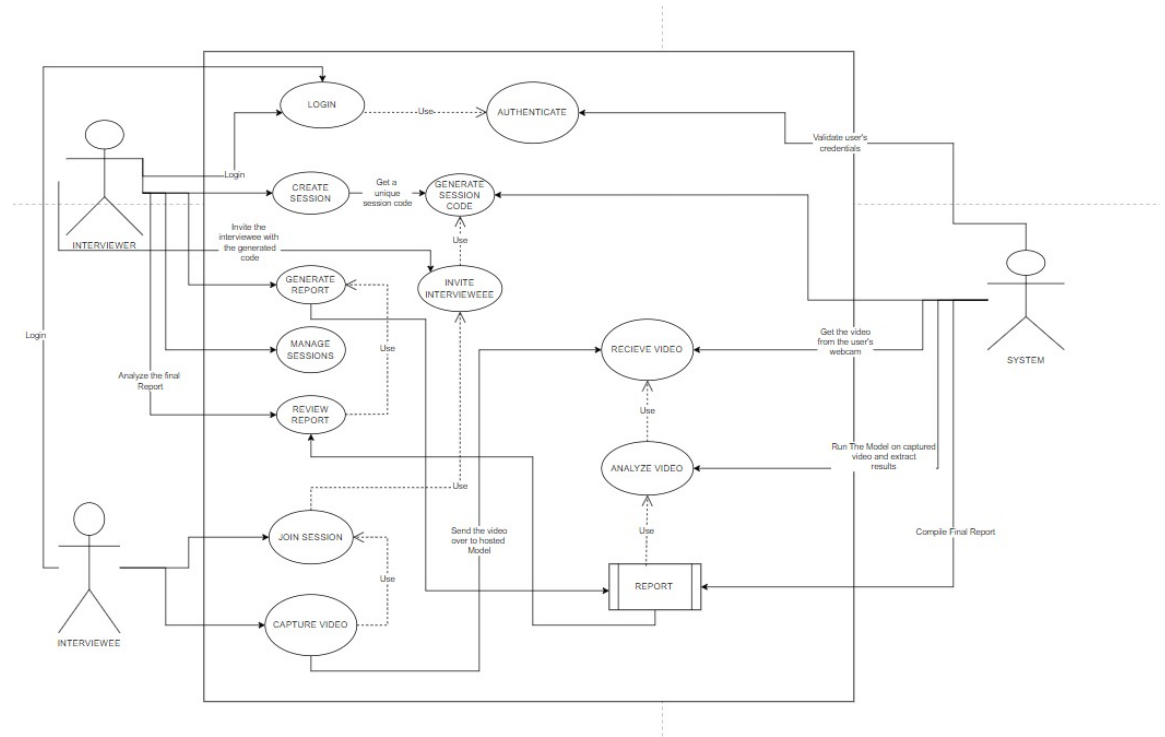 LOGIN
Use
AUTHENTICATE
Validate user's
credentials
Login
CREATE
SESSION
Get a
unique
session code
GENERATE
SESSION
CODE
INTERVIEWER
Invite the
interviewee with
the generated
code
Use
GENERATE
REPORT
INVITE
INTERVIEWEEE
Login
MANAGE
SESSIONS
Use
RECIEVE VIDEO
Get the video
from the user's
webcam
SYSTEM
Analyze the final
Report
REVIEW
REPORT
Use
ANALYZE VIDEO
Run The Model on captured
video and extract
results
Use
JOIN SESSION
Send the video
over to hosted
Model
Use
Compile Final Report
Use
REPORT
CAPTURE VIDEO
INTERVIEWEE